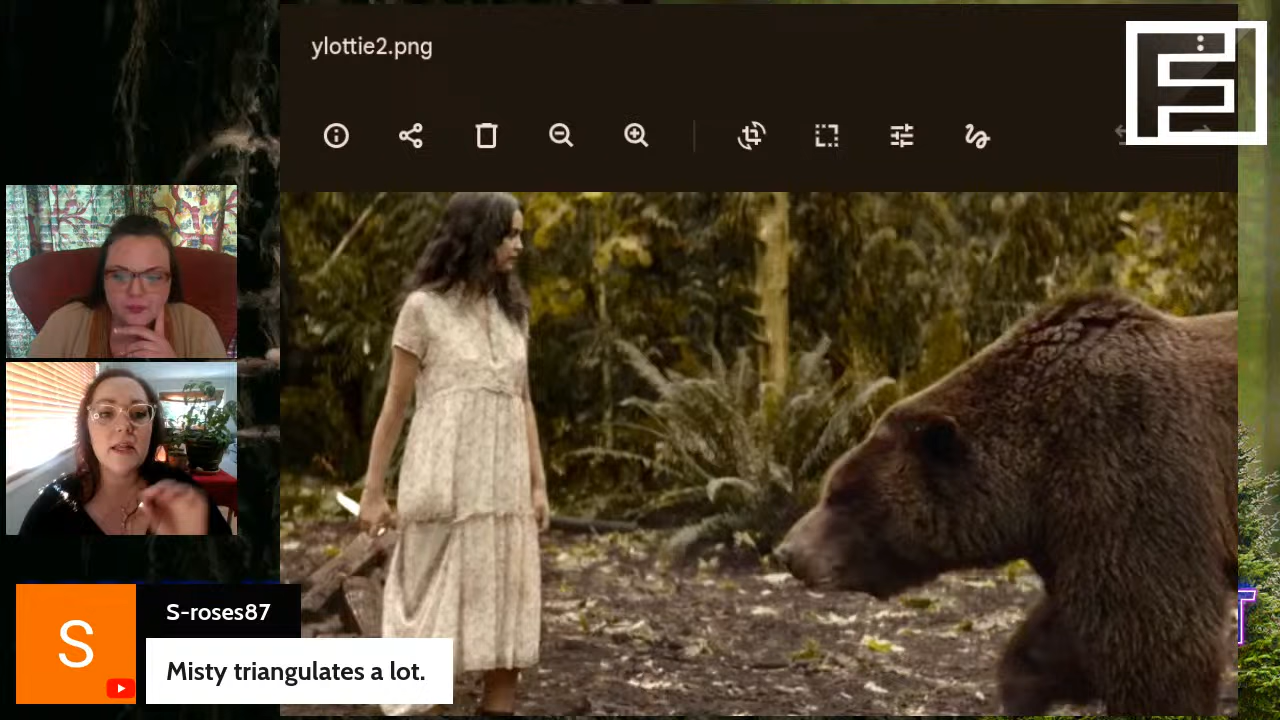 ylottie2.png
S
S-roses87
Misty triangulates a lot.
T